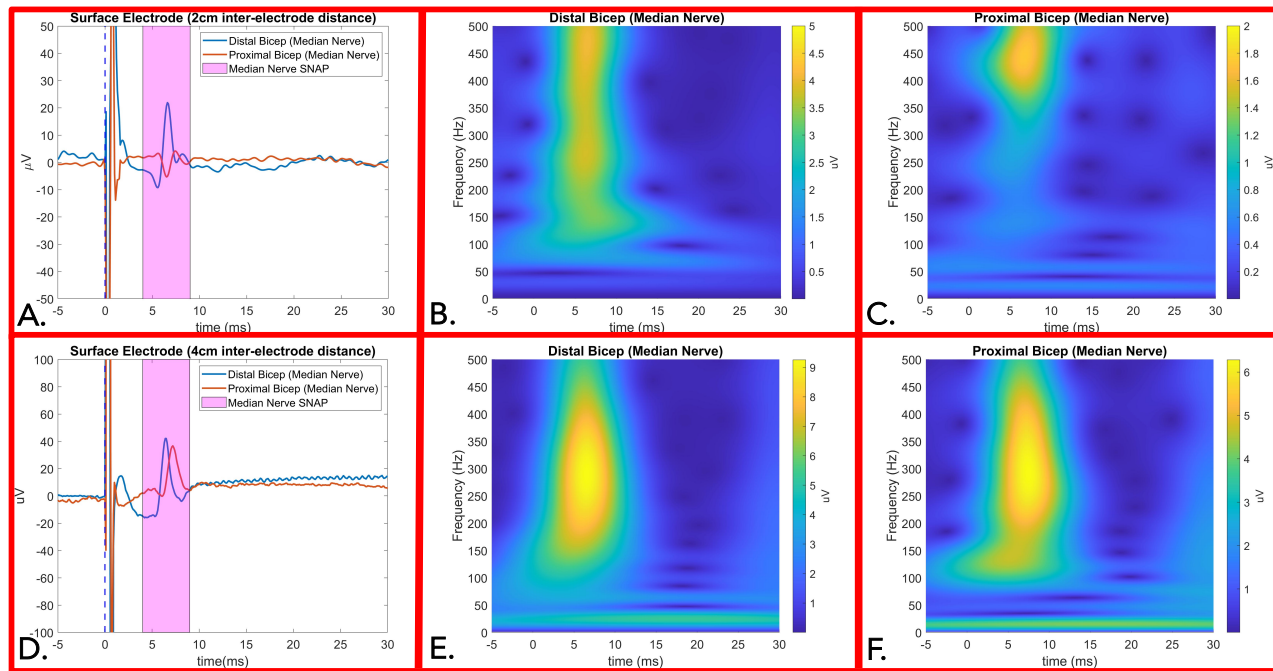 Surface Electrode (2cm inter-electrode distance)
50
40
30
20
10
0
-10
-20
-30
-40
-50
μV
Distal Bicep (Median Nerve)
Proximal Bicep (Median Nerve)
Median Nerve SNAP
-5 0 5 10 15 20 25 30
time (ms)
A.
Distal Bicep (Median Nerve)
500
450
400
350
300
250
200
150
100
50
0
Frequency (Hz)
-5 0 5 10 15 20 25 30
time (ms)
5
4.5
4
3.5
3
2.5
2
1.5
1
0.5
uV
B.
Proximal Bicep (Median Nerve)
500
450
400
350
300
250
200
150
100
50
0
Frequency (Hz)
-5 0 5 10 15 20 25 30
time (ms)
2
1.8
1.6
1.4
1.2
1
0.8
0.6
0.4
0.2
uV
C.
Surface Electrode (4cm inter-electrode distance)
100
80
60
40
20
0
-20
-40
-60
-80
-100
uV
Distal Bicep (Median Nerve)
Proximal Bicep (Median Nerve)
Median Nerve SNAP
-5 0 5 10 15 20 25 30
time(ms)
D.
Distal Bicep (Median Nerve)
500
450
400
350
300
250
200
150
100
50
0
Frequency (Hz)
-5 0 5 10 15 20 25 30
time (ms)
9
8
7
6
5
4
3
2
1
uV
E.
Proximal Bicep (Median Nerve)
500
450
400
350
300
250
200
150
100
50
0
Frequency (Hz)
-5 0 5 10 15 20 25 30
time (ms)
6
5
4
3
2
1
uV
F.